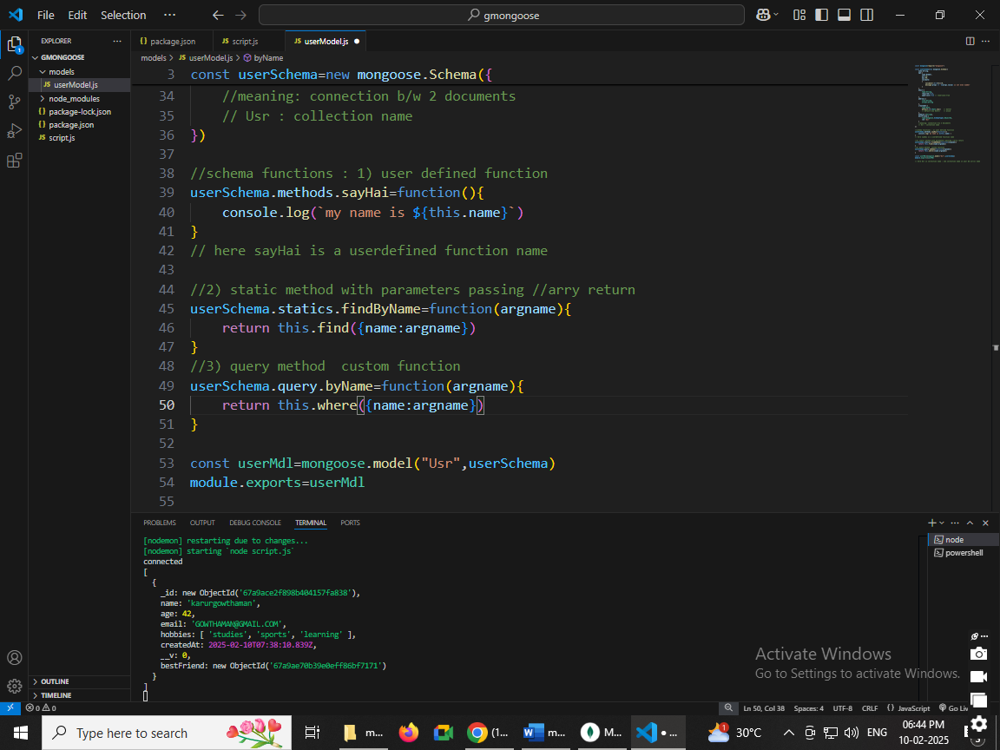 File Edit Selection ··· gmongoose
EXPLORER ···
GMONGOOSE
models
JS userModel.js
node_modules
{} package-lock.json
{} package.json
JS script.js
OUTLINE
TIMELINE
{} package.json JS script.js JS userModel.js ●
models > JS userModel.js > byName
3 const userSchema=new mongoose.Schema({
34 //meaning: connection b/w 2 documents
35 // Usr : collection name
36 })
37
38 //schema functions : 1) user defined function
39 userSchema.methods.sayHai=function(){
40 console.log(`my name is ${this.name}`)
41 }
42 // here sayHai is a userdefined function name
43
44 //2) static method with parameters passing //arry return
45 userSchema.statics.findByName=function(argname){
46 return this.find({name:argname})
47 }
48 //3) query method  custom function
49 userSchema.query.byName=function(argname){
50 return this.where({name:argname})
51 }
52
53 const userMdl=mongoose.model("Usr",userSchema)
54 module.exports=userMdl
55
PROBLEMS OUTPUT DEBUG CONSOLE TERMINAL PORTS
node
powershell
[nodemon] restarting due to changes...
[nodemon] starting `node script.js`
connected
[
{
_id: new ObjectId('67a9ace2f898b404157fa838'),
name: 'karurgowthaman',
age: 42,
email: 'GOWTHAMAN@GMAIL.COM',
hobbies: [ 'studies', 'sports', 'learning' ],
createdAt: 2025-02-10T07:38:10.839Z,
__v: 0,
bestFriend: new ObjectId('67a9ae70b39e0eff86bf7171')
}
]
Activate Windows
Go to Settings to activate Windows.
0 0 Ln 50, Col 38 Spaces: 4 UTF-8 CRLF {} JavaScript Go Liv
Type here to search m... (1... m... M... ... 1 30°C ENG 06:44 PM
10-02-2025